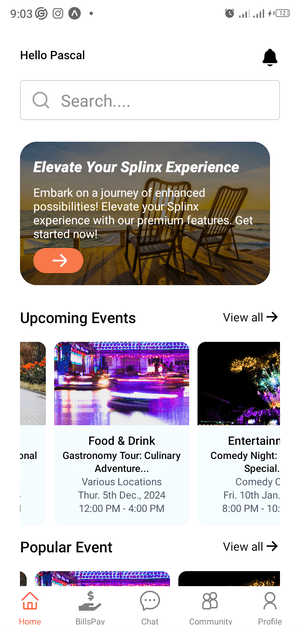 9:03
12
Hello Pascal
Search....
Elevate Your Splinx Experience
Embark on a journey of enhanced
possibilities! Elevate your Splinx
experience with our premium features. Get
started now!
Upcoming Events
View all
onal
Food & Drink
Gastronomy Tour: Culinary
Adventure...
Various Locations
Thur. 5th Dec., 2024
12:00 PM - 4:00 PM
Entertainn
Comedy Night:
Special.
Comedy C
Fri. 10th Jan.
8:00 PM - 10:
Popular Event
View all
Home
BillsPay
Chat
Community
Profile